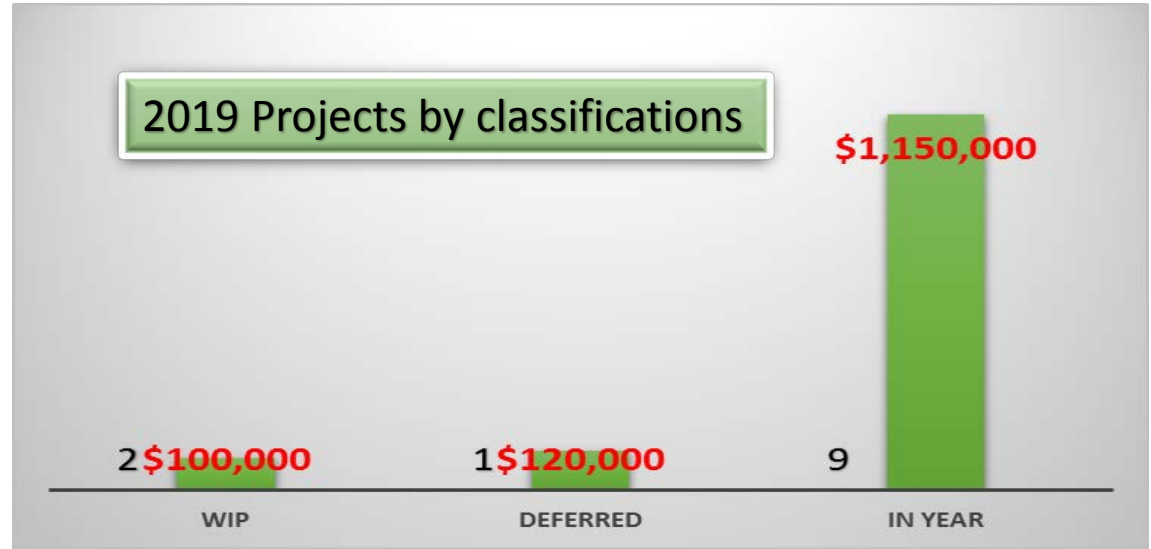 2019 Projects by classifications
$1,150,000
2 $100,000
1 $120,000
9
WIP
DEFERRED
IN YEAR